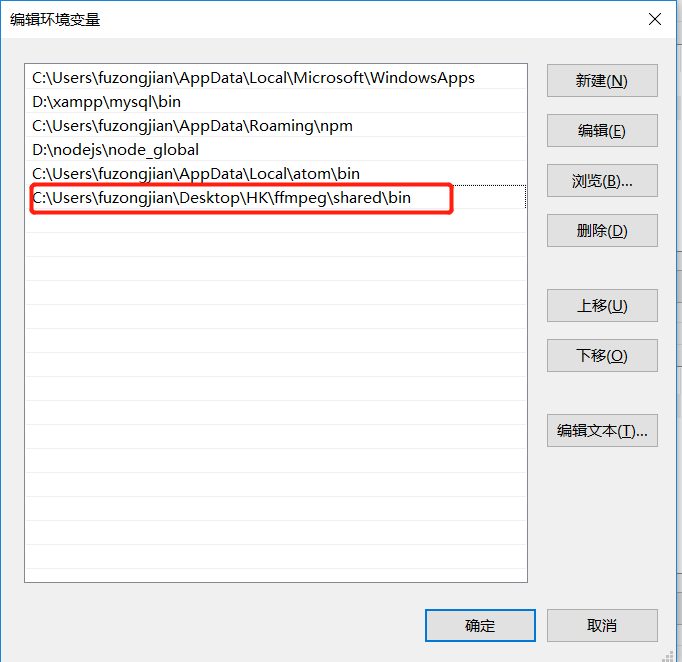 编辑环境变量
C:\Users\fuzongjian\AppData\Local\Microsoft\WindowsApps
D:\xampp\mysql\bin
C:\Users\fuzongjian\AppData\Roaming\npm
D:\nodejs\node_global
C:\Users\fuzongjian\AppData\Local\atom\bin
C:\Users\fuzongjian\Desktop\HK\ffmpeg\shared\bin
新建(N)
编辑(E)
浏览(B)...
删除(D)
上移(U)
下移(O)
编辑文本(T)...
确定
取消